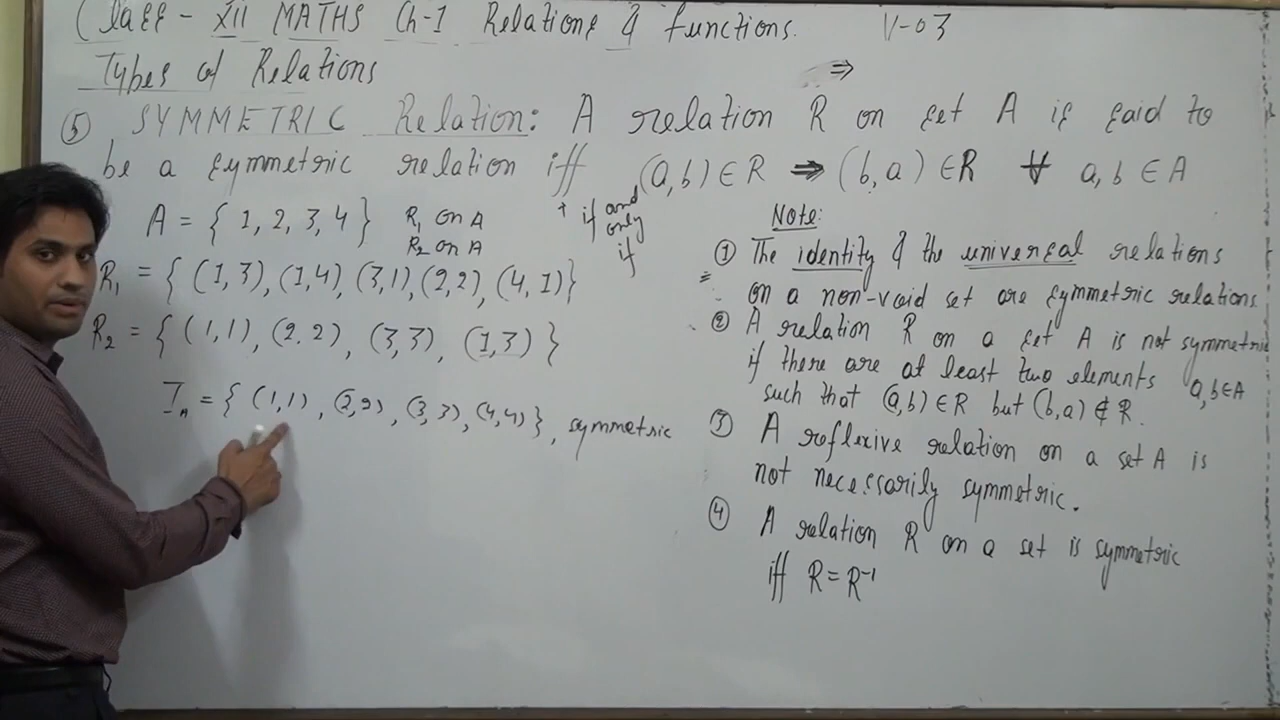 Class - XII MATHS Ch-1 Relations & functions. V-03
Types of Relations
⇒
⑤ SYMMETRIC Relation: A relation R on set A is said to
be a symmetric relation iff (a,b) ∈ R ⇒ (b,a) ∈ R ∀ a, b ∈ A
if and
only
if
A = { 1, 2, 3, 4 } R₁ on A
R₂ on A
R₁ = { (1,3), (1,4), (3,1), (2,2), (4,1) }
R₂ = { (1,1), (2.2), (3,3), (1,3) }
I_A = { (1,1), (2,2), (3,3), (4,4) }, symmetric
Note:
① The identity & the universal relations
on a non-void set are symmetric relations
② A relation R on a set A is not symmetric
if there are at least two elements a,b∈A
such that (a,b) ∈ R but (b,a) ∉ R.
③ A reflexive relation on a set A is
not necessarily symmetric.
④ A relation R on a set is symmetric
iff R = R⁻¹